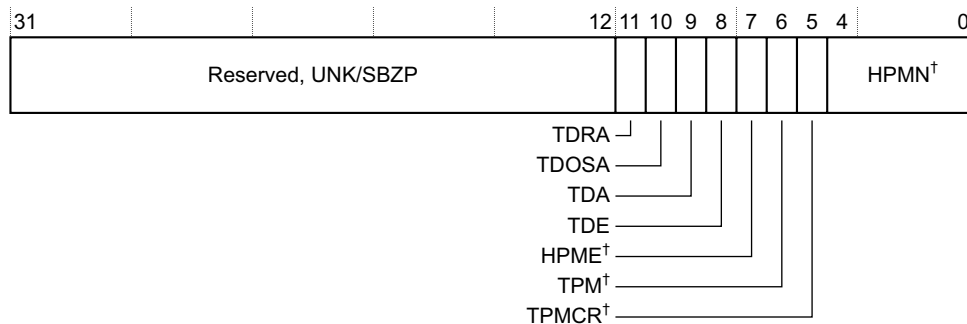 31 12 11 10 9 8 7 6 5 4 0
Reserved, UNK/SBZP HPMN†
TDRA
TDOSA
TDA
TDE
HPME†
TPM†
TPMCR†